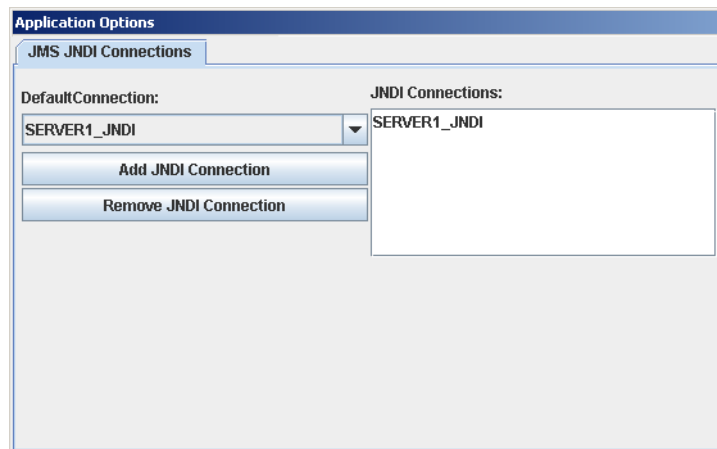 Application Options
JMS JNDI Connections
DefaultConnection:
SERVER1_JNDI
Add JNDI Connection
Remove JNDI Connection
JNDI Connections:
SERVER1_JNDI